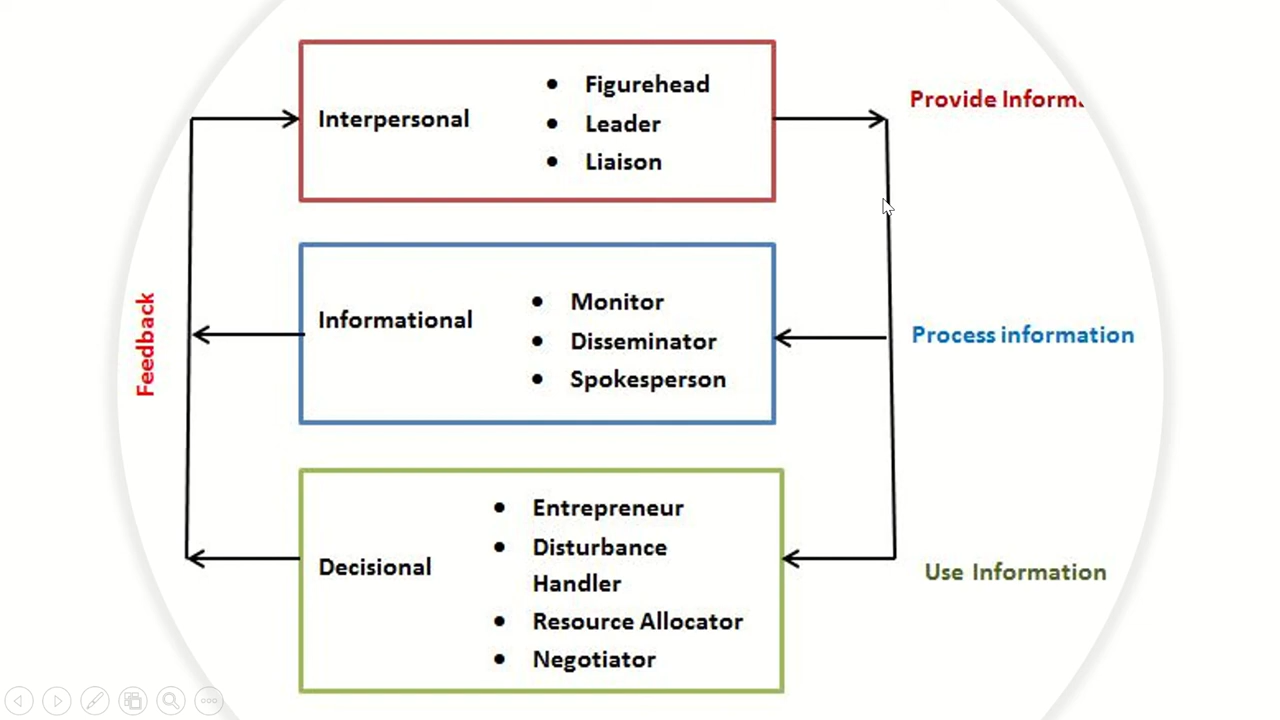 Interpersonal
• Figurehead
• Leader
• Liaison
Provide
Feedback
Informational
• Monitor
• Disseminator
• Spokesperson
Process information
Decisional
• Entrepreneur
• Disturbance
Handler
• Resource Allocator
• Negotiator
Use Information